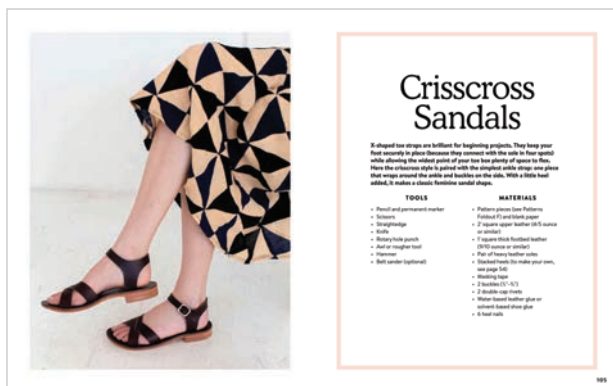 Crisscross
Sandals
X-shaped toe straps are brilliant for beginning projects. They keep your
foot securely in place (because they connect with the sole in four spots)
while allowing the widest point of your toe box plenty of space to flex.
Here the crisscross style is paired with the simplest ankle strap: one piece
that wraps around the ankle and buckles on the side. With a little heel
added, it makes a classic feminine sandal shape.
TOOLS
• Pencil and permanent marker
• Scissors
• Straightedge
• Knife
• Rotary hole punch
• Awl or rougher tool
• Hammer
• Belt sander (optional)
MATERIALS
• Pattern pieces (see Patterns
Foldout F) and blank paper
• 2' square upper leather (4/5 ounce
or similar)
• 1' square thick footbed leather
(9/10 ounce or similar)
• Pair of heavy leather soles
• Stacked heels (to make your own,
see page 54)
• Masking tape
• 2 buckles
• 2 double-cap rivets
• Water-based leather glue or
solvent-based shoe glue
• 6 heel nails
105